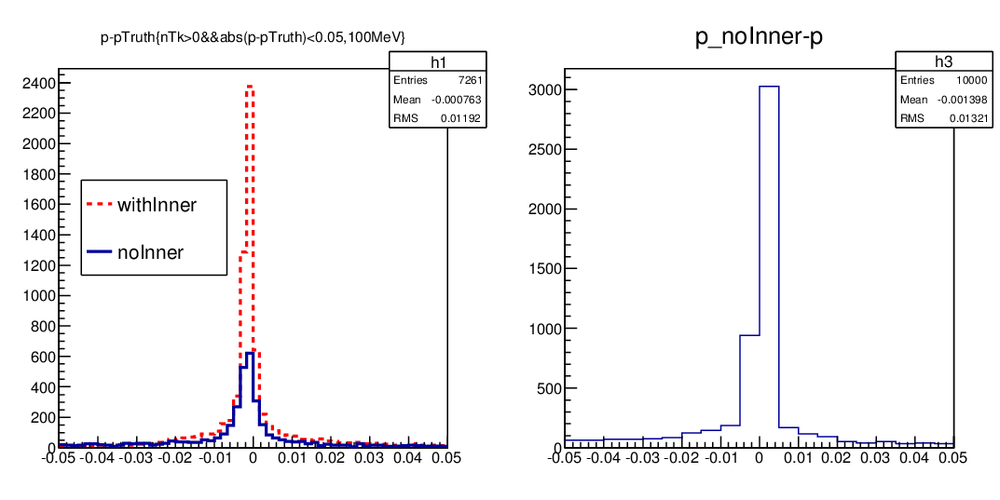 p-pTruth{nTk>0&&abs(p-pTruth)<0.05,100MeV}
h1
Entries 7261
Mean -0.000763
RMS 0.01192
2400
2200
2000
1800
1600
1400
1200
1000
800
600
400
200
0
withInner
noInner
-0.05 -0.04 -0.03 -0.02 -0.01 0 0.01 0.02 0.03 0.04 0.05
p_noInner-p
h3
Entries 10000
Mean -0.001398
RMS 0.01321
3000
2500
2000
1500
1000
500
0
-0.05 -0.04 -0.03 -0.02 -0.01 0 0.01 0.02 0.03 0.04 0.05